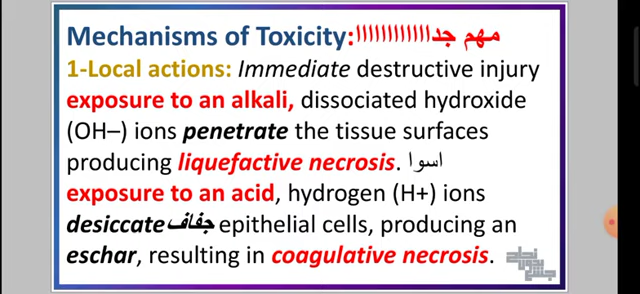 Mechanisms of Toxicity:مهم جدااااااااااااا
1-Local actions: Immediate destructive injury
exposure to an alkali, dissociated hydroxide
(OH–) ions penetrate the tissue surfaces
producing liquefactive necrosis. اسوا
exposure to an acid, hydrogen (H+) ions
desiccate جفاف epithelial cells, producing an
eschar, resulting in coagulative necrosis.